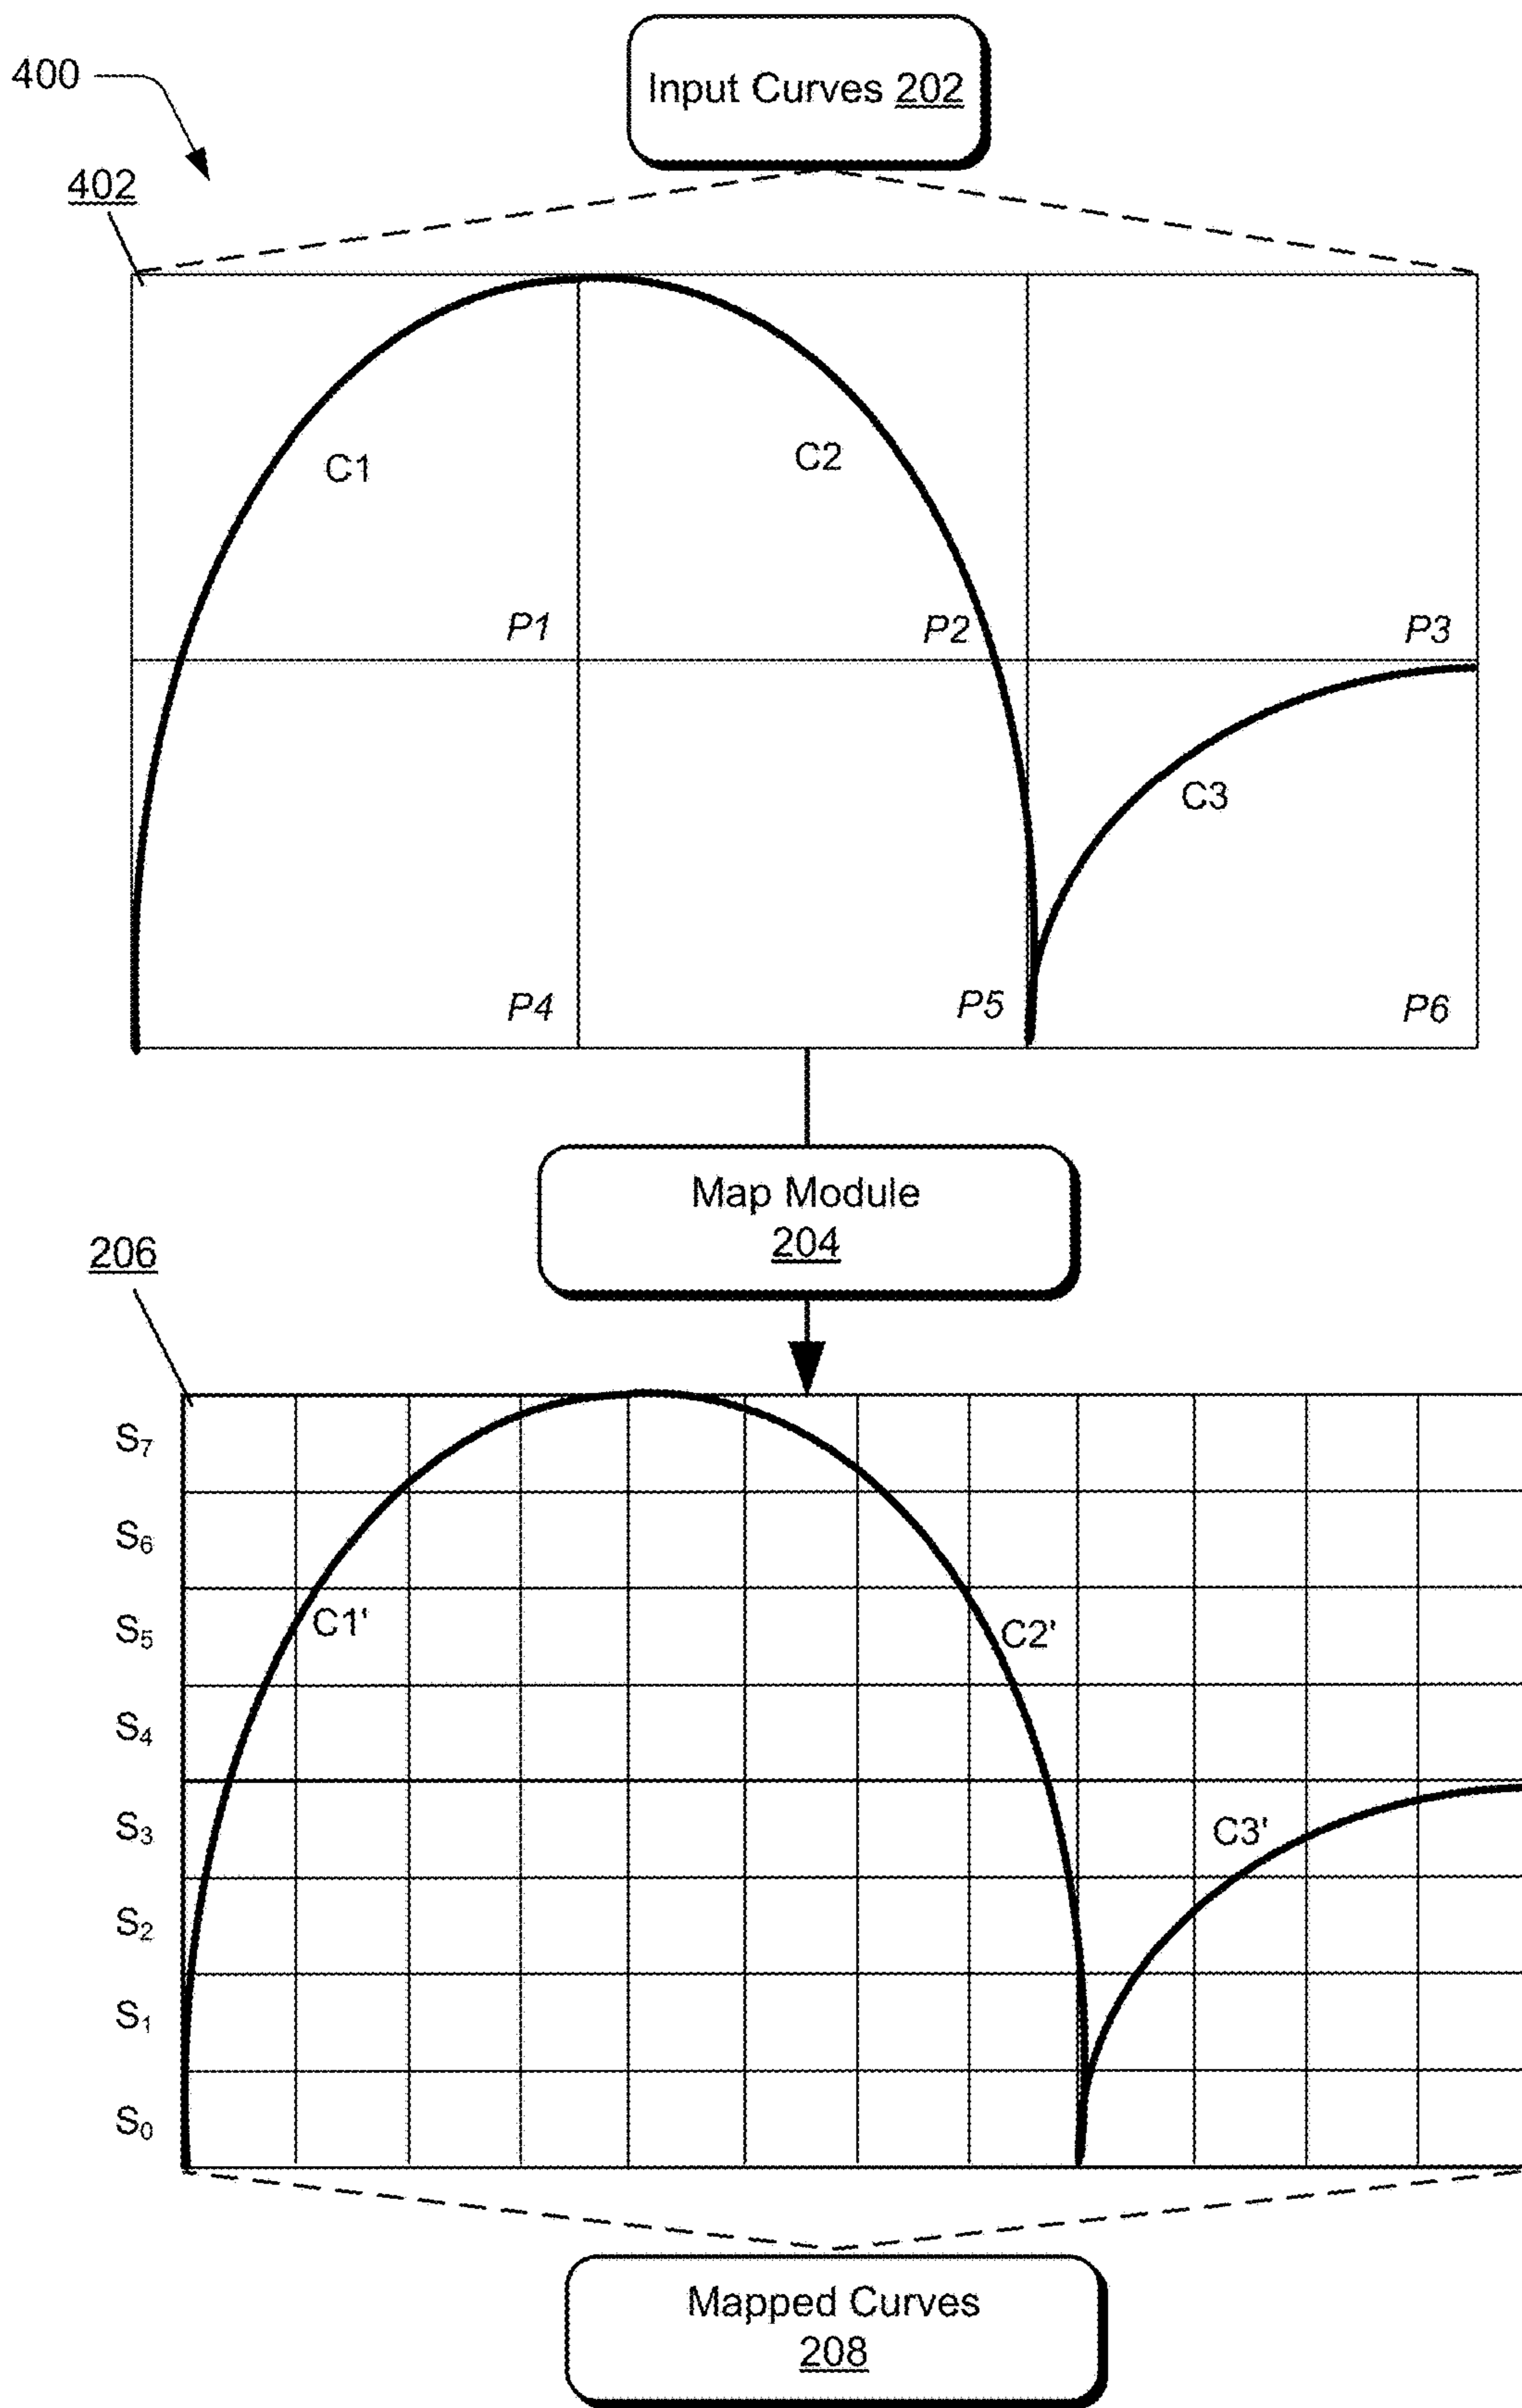 400
Input Curves 202
402
C1
C2
P1
P2
P3
C3
P4
P5
P6
Map Module
204
206
S7
S6
C1'
S5
C2'
S4
S3
C3'
S2
S1
S0
Mapped Curves
208